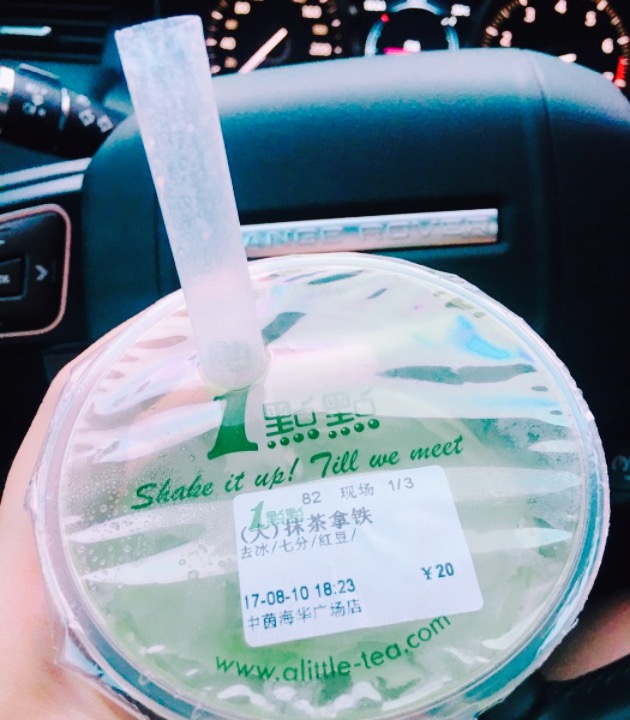 RANGE ROVER
1點點
Shake it up! Till we meet
82 现场 1/3
1點點
(大)抹茶拿铁
去冰/七分/红豆/
¥20
17-08-10 18:23
中茵海华广场店
www.alittle-tea.com